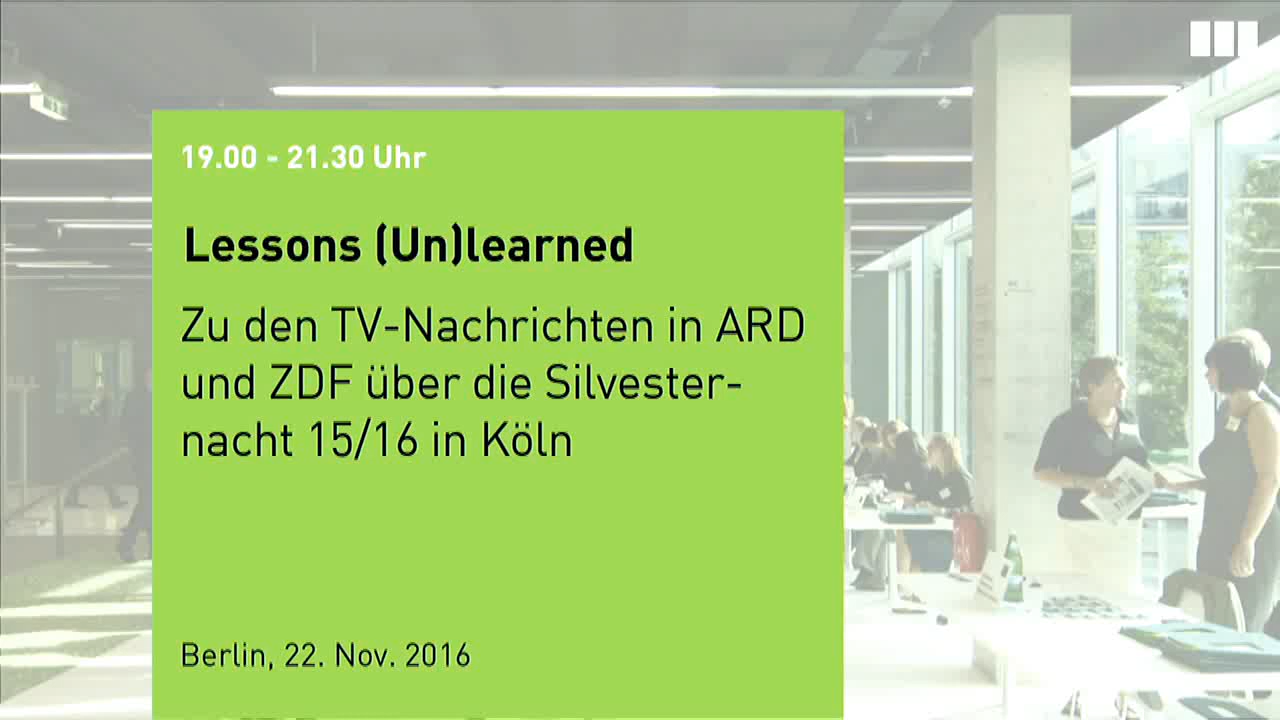 19.00 - 21.30 Uhr
Lessons (Un)learned
Zu den TV-Nachrichten in ARD
und ZDF über die Silvester-
nacht 15/16 in Köln
Berlin, 22. Nov. 2016